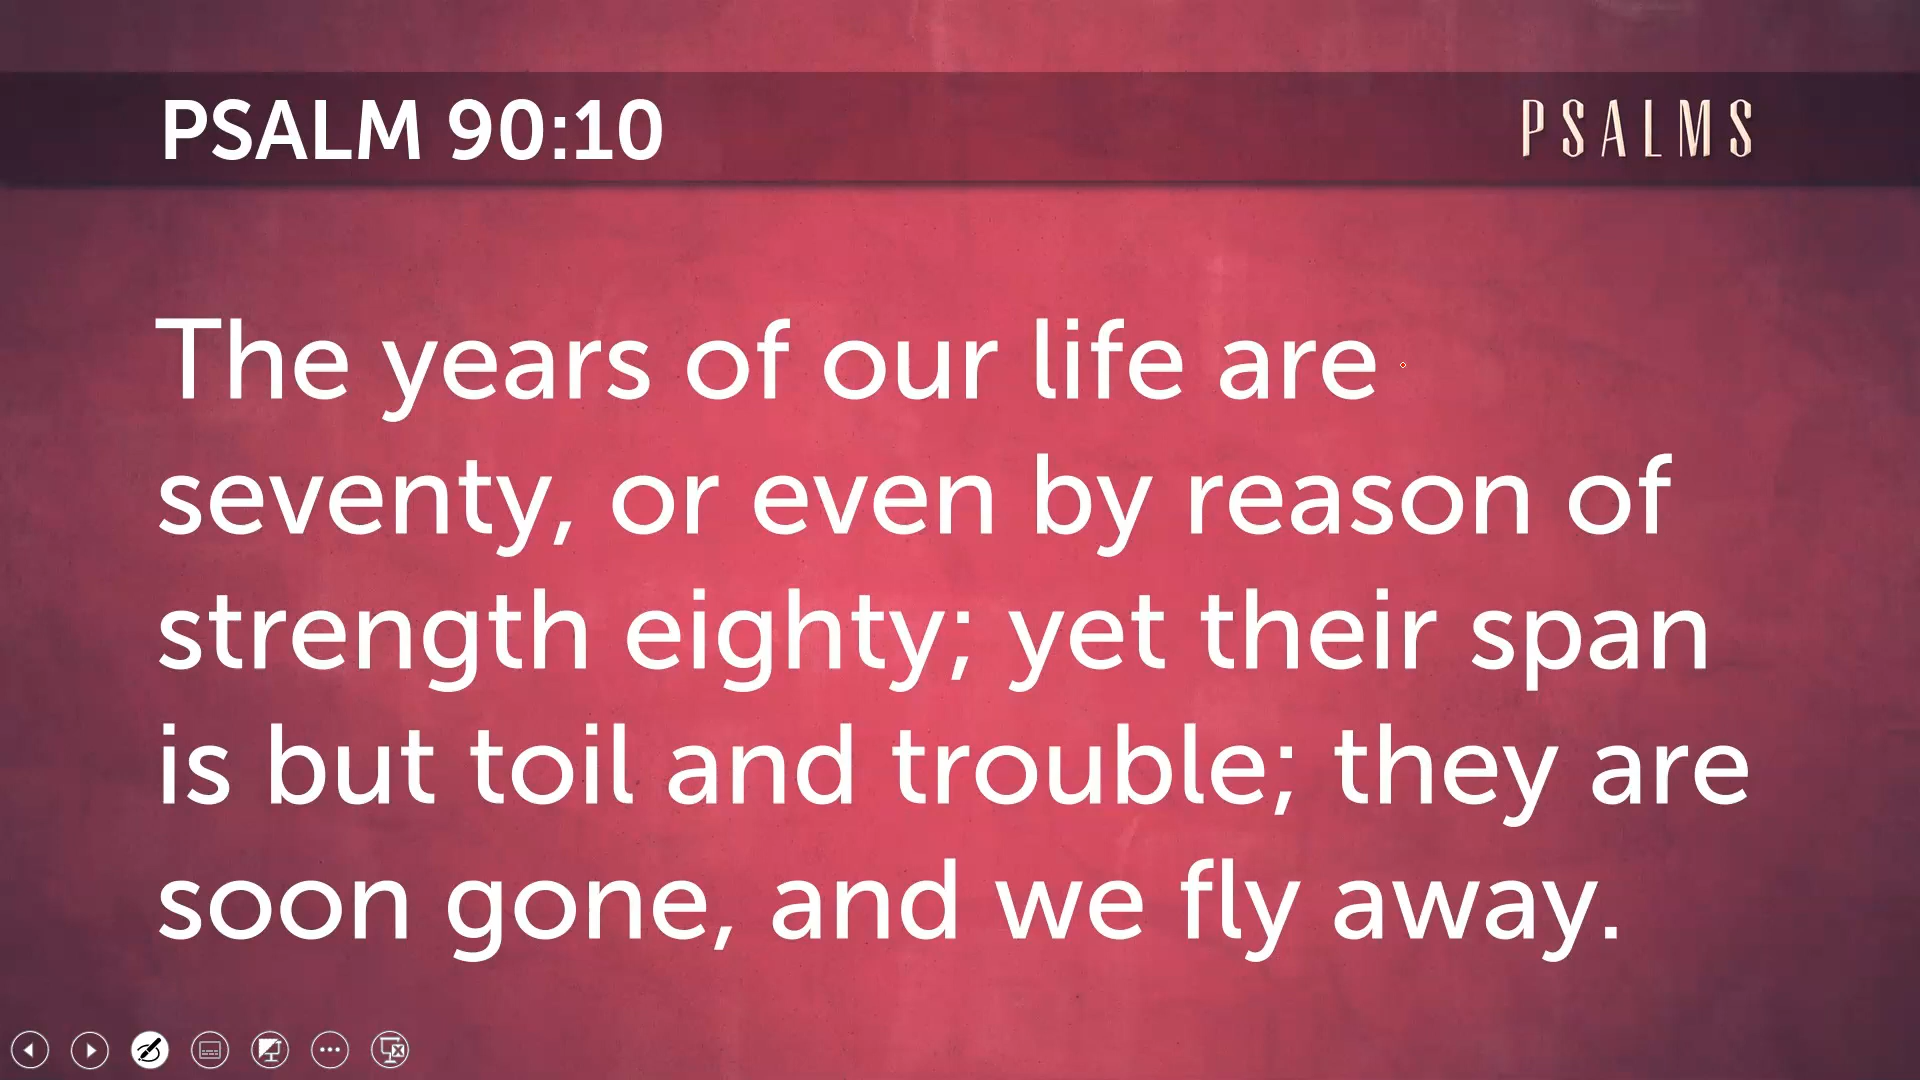 PSALM 90:10
PSALMS
The years of our life are
seventy, or even by reason of
strength eighty; yet their span
is but toil and trouble; they are
soon gone, and we fly away.